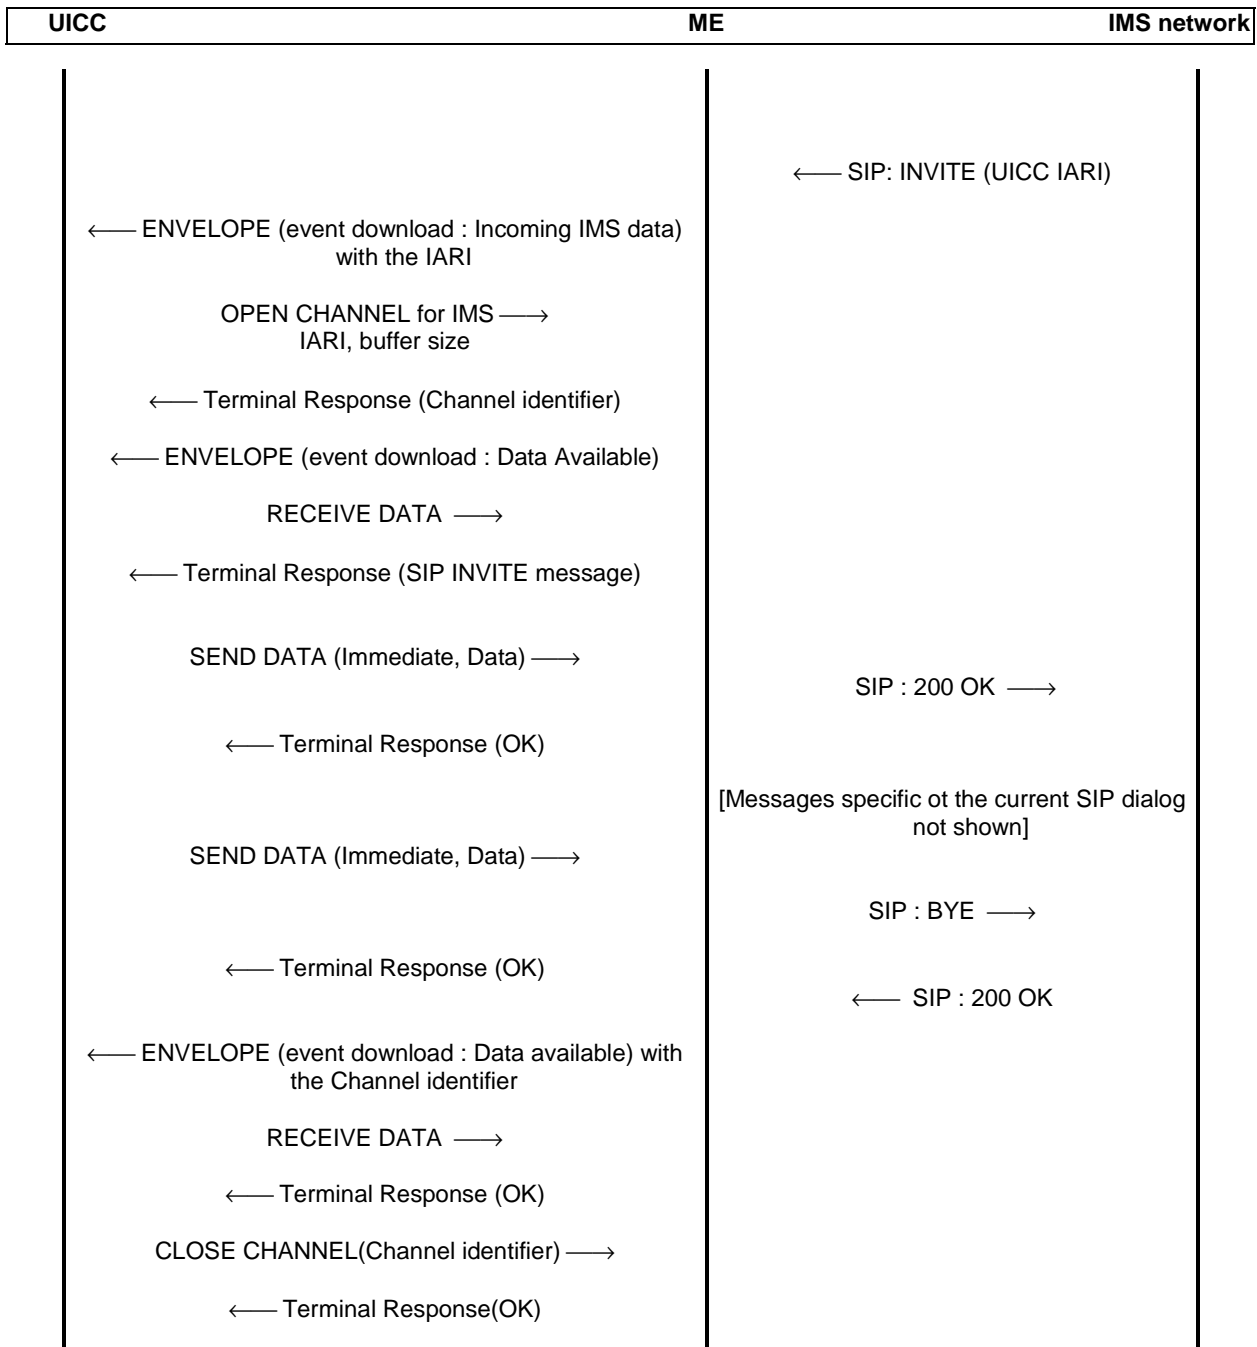 UICC ME IMS network
⟵ SIP: INVITE (UICC IARI)
⟵ ENVELOPE (event download : Incoming IMS data)
with the IARI
OPEN CHANNEL for IMS ⟶
IARI, buffer size
⟵ Terminal Response (Channel identifier)
⟵ ENVELOPE (event download : Data Available)
RECEIVE DATA ⟶
⟵ Terminal Response (SIP INVITE message)
SEND DATA (Immediate, Data) ⟶
SIP : 200 OK ⟶
⟵ Terminal Response (OK)
[Messages specific ot the current SIP dialog
not shown]
SEND DATA (Immediate, Data) ⟶
SIP : BYE ⟶
⟵ Terminal Response (OK)
⟵ SIP : 200 OK
⟵ ENVELOPE (event download : Data available) with
the Channel identifier
RECEIVE DATA ⟶
⟵ Terminal Response (OK)
CLOSE CHANNEL(Channel identifier) ⟶
⟵ Terminal Response(OK)